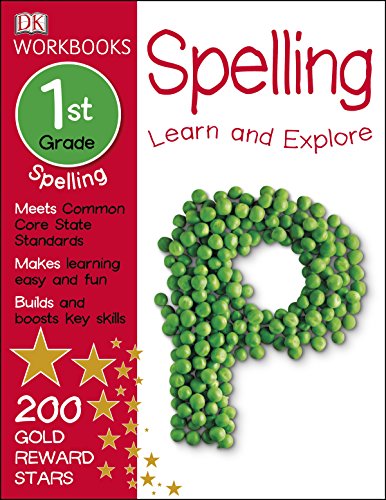 DK
WORKBOOKS
1st
Grade
Spelling
Meets Common
Core State
Standards
Makes learning
easy and fun
Builds and
boosts key skills
200
GOLD
REWARD
STARS
Spelling
Learn and Explore
p